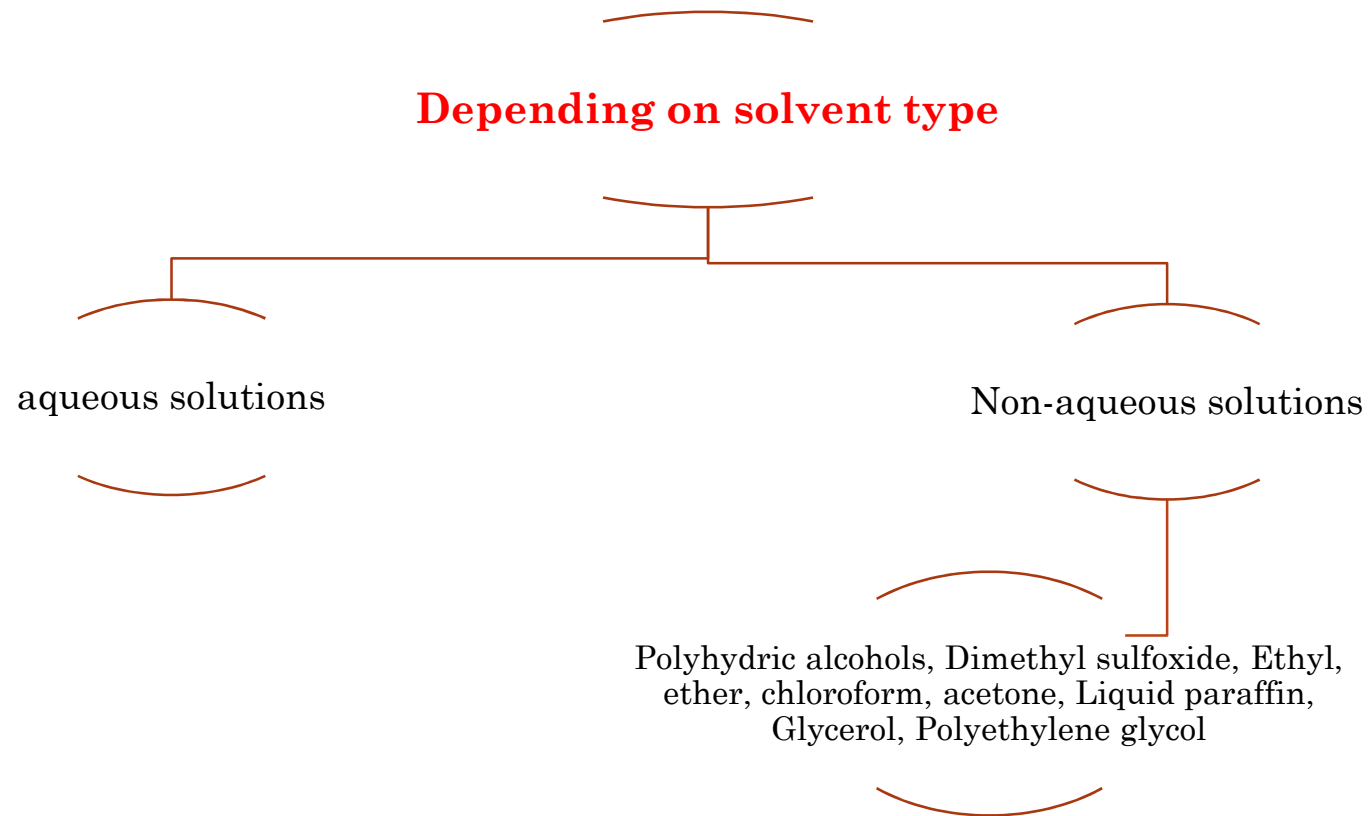 Depending on solvent type
aqueous solutions
Non-aqueous solutions
Polyhydric alcohols, Dimethyl sulfoxide, Ethyl,
ether, chloroform, acetone, Liquid paraffin,
Glycerol, Polyethylene glycol